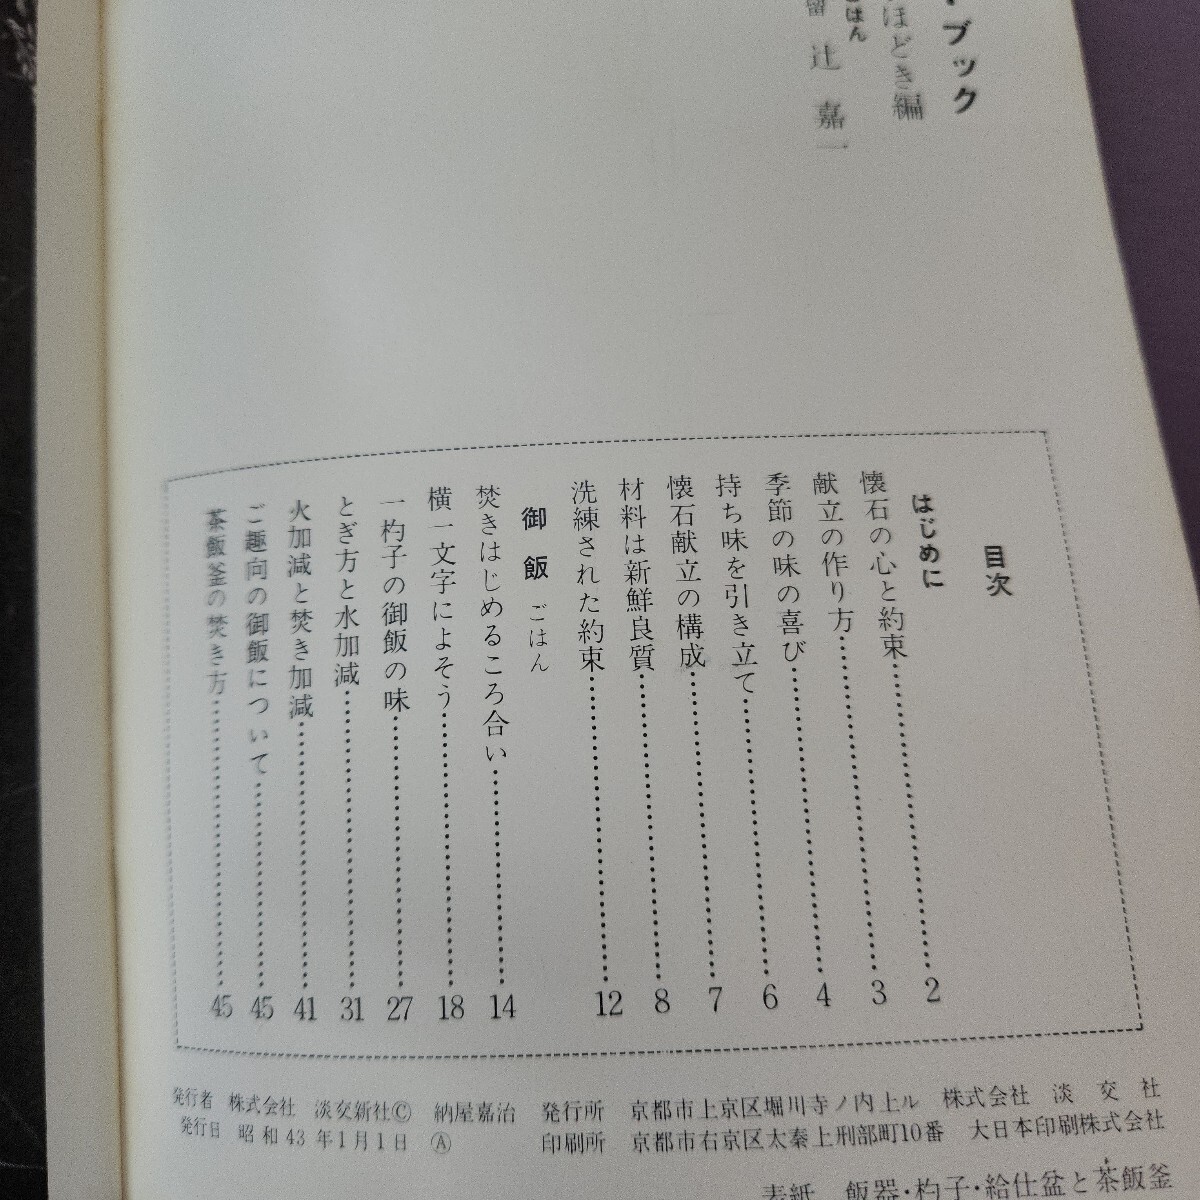 ・ブック
ほどき編
ごはん
留 辻 嘉一
目次
はじめに
懐石の心と約束……………2
献立の作り方……………3
季節の味の喜び……………4
持ち味を引き立て……………6
懐石献立の構成……………7
材料は新鮮良質……………8
洗練された約束……………12
御飯 ごはん
焚きはじめるころ合い……………14
横一文字によそう……………18
一杓子の御飯の味……………27
とぎ方と水加減……………31
火加減と焚き加減……………41
ご趣向の御飯について……………45
茶飯釜の焚き方……………45
発行者 株式会社 淡交新社Ⓒ 納屋嘉治 発行所 京都市上京区堀川寺ノ内上ル 株式会社 淡交社
発行日 昭和43年1月1日 Ⓐ 印刷所 京都市右京区太秦上刑部町10番 大日本印刷株式会社
表紙 飯器・杓子・給仕盆と茶飯釜